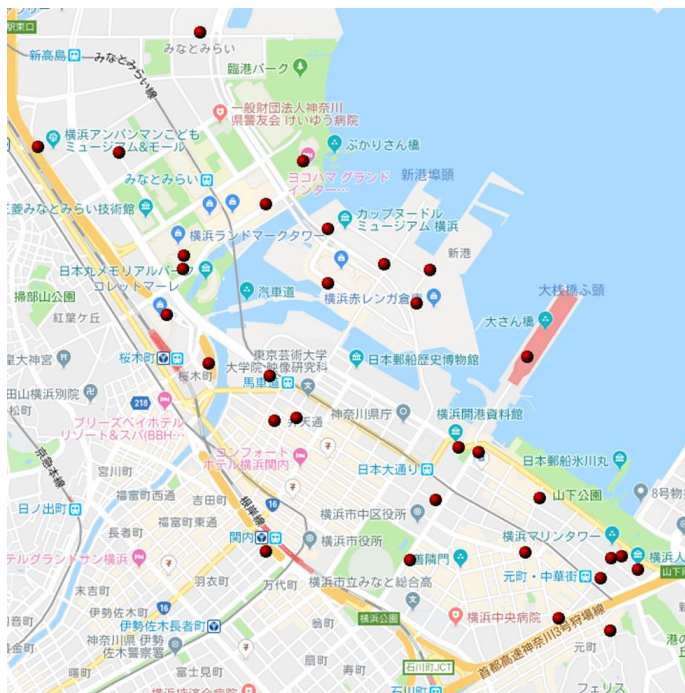 駅東口
みなとみらい
新高島
みなとみらい線
臨港パーク
一般財団法人神奈川
県警友会 けいゆう病院
横浜アンパンマンこども
ミュージアム&モール
ぷかりさん橋
みなとみらい
ヨコハマ グランド
インター…
新港埠頭
三菱みなとみらい技術館
カップヌードル
ミュージアム 横浜
横浜ランドマークタワー
新港
日本丸メモリアルパーク
コレットマーレ
汽車道
横浜赤レンガ倉庫
大桟橋ふ頭
掃部山公園
紅葉ケ丘
大さん橋
皇大神宮
桜木町
桜木町
東京芸術大学
大学院 映像研究科
馬車道
日本郵船歴史博物館
横浜別院
松町
218
ブリーズベイホテル
リゾート&スパ(BBH…
弁天通
神奈川県庁
横浜開港資料館
京急本線
コンフォート
ホテル横浜関内
日本大通り
日本郵船氷川丸
宮川町
福富町西通
吉田町
山下公園
8号物
日ノ出町
長者町
福富町東通
根岸線
16
横浜市中区役所
横浜マリンタワー
関内
横浜市役所
テルグランサン横浜
善隣門
横浜人
羽衣町
万代町
横浜市立みなと総合高
元町・中華街
山下
末吉町
16
伊勢佐木町
伊勢佐木長者町
翁町
横浜公園
横浜中央病院
首都高速神奈川3号狩場線
神奈川県 伊勢
佐木警察署
扇町
寿町
元町
港の
曙町
富士見町
石川町JCT
フェリス
石川町